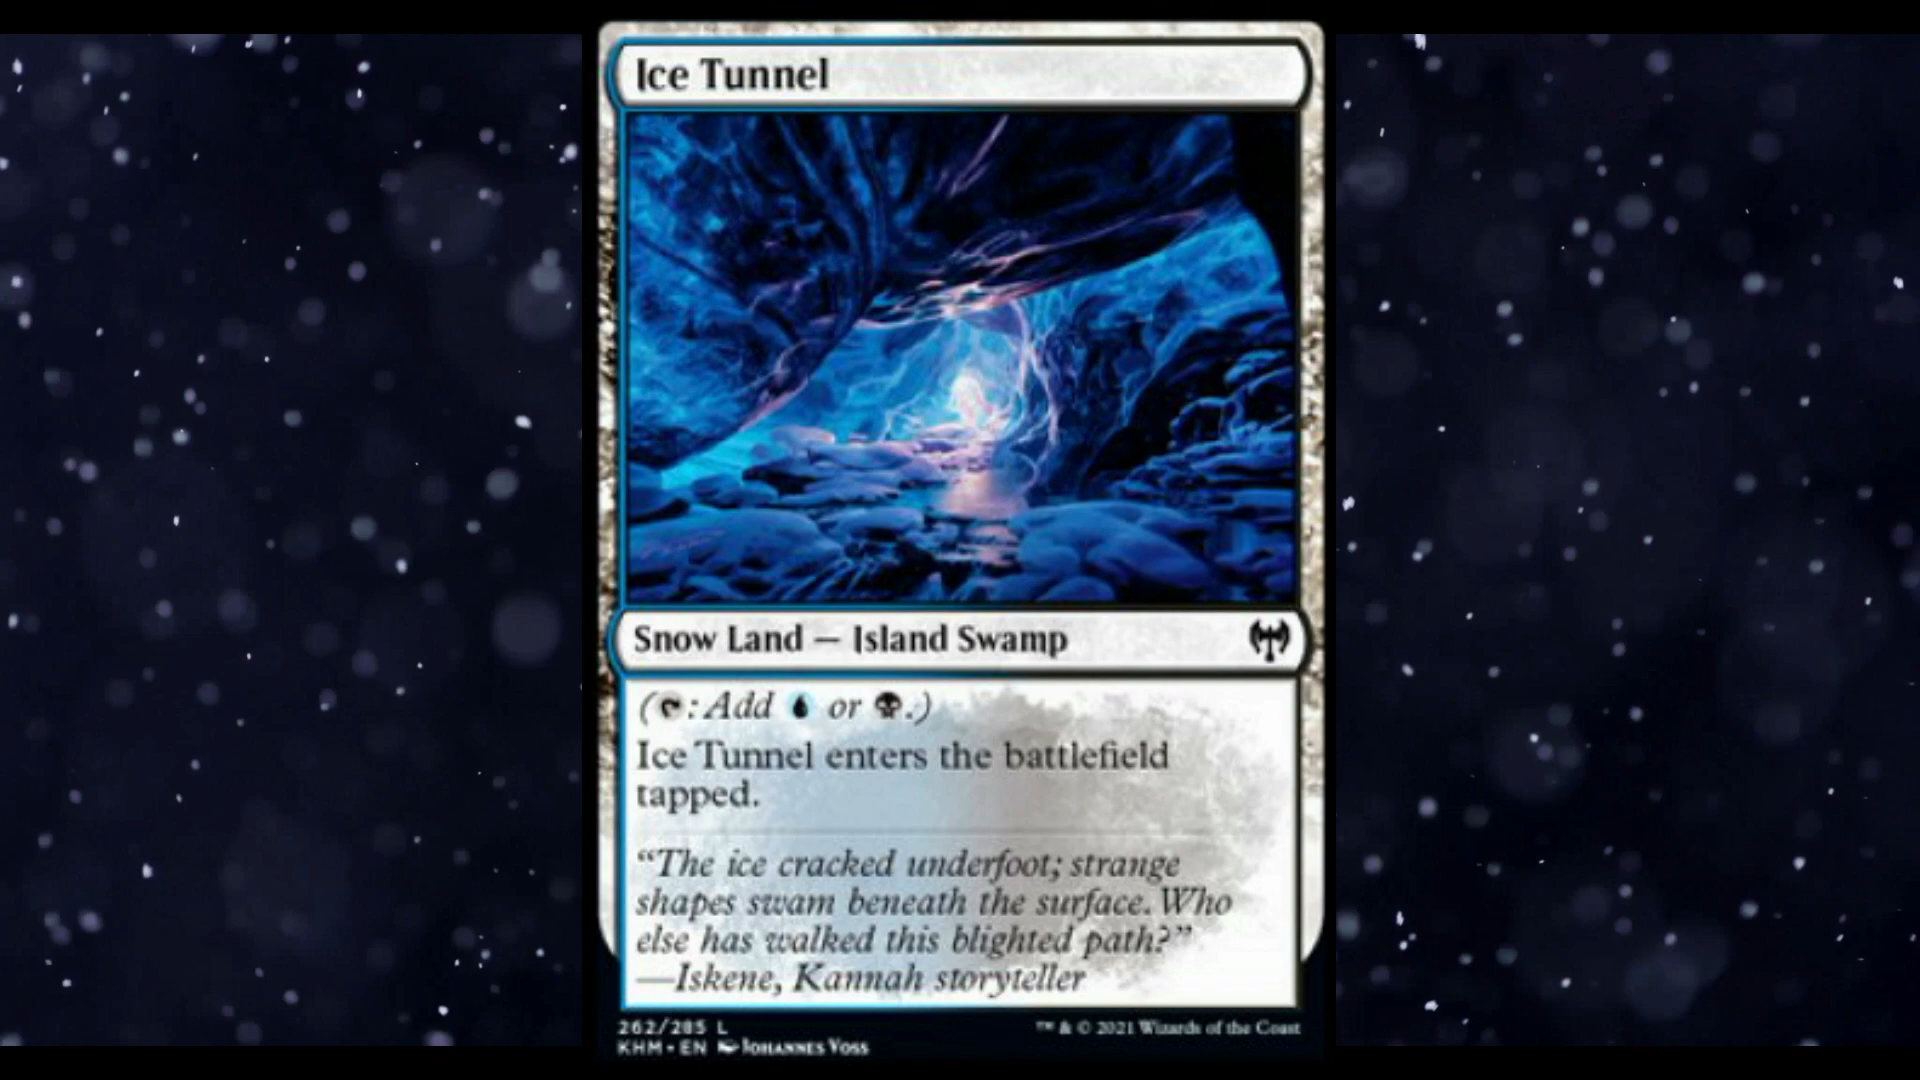 Ice Tunnel
Snow Land — Island Swamp
( : Add or .)
Ice Tunnel enters the battlefield
tapped.
“The ice cracked underfoot; strange
shapes swam beneath the surface. Who
else has walked this blighted path?”
—Iskene, Kannah storyteller
262/285 L
™ & © 2021 Wizards of the Coast
KHM • EN Johannes Voss